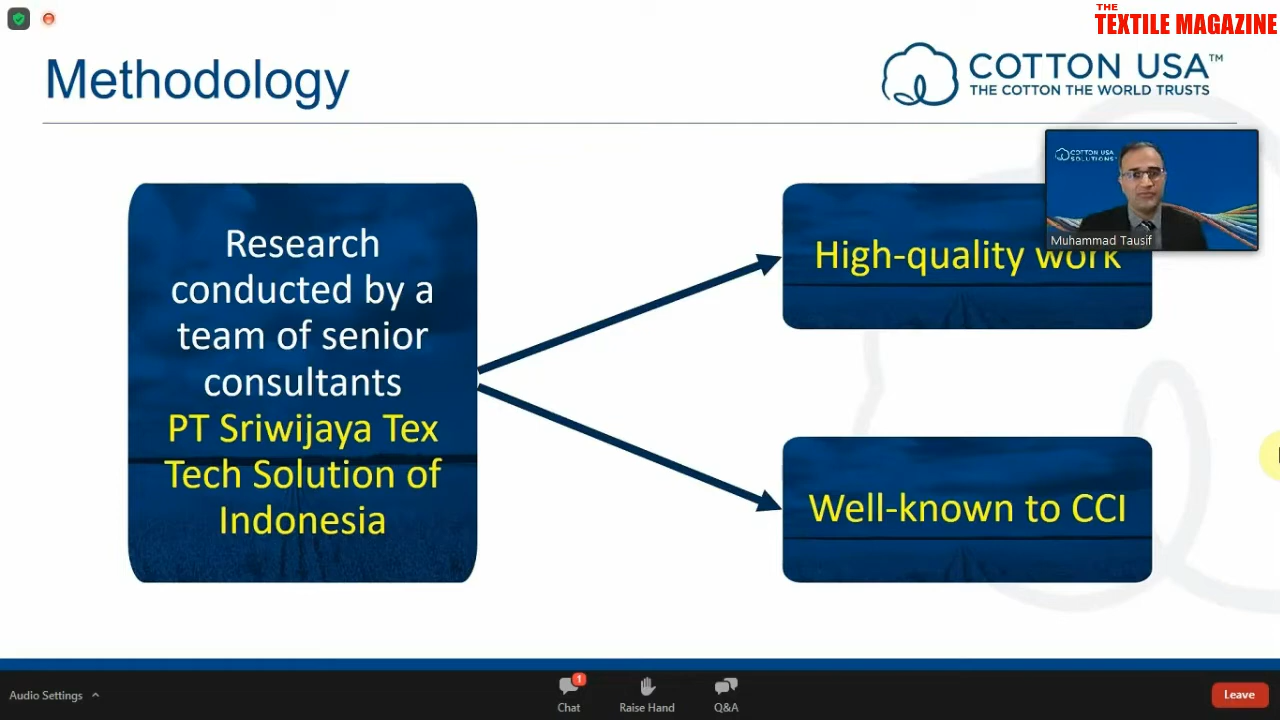 THE
TEXTILE MAGAZINE
Methodology
COTTON USA™
THE COTTON THE WORLD TRUSTS
COTTON USA
SOLUTIONS
Muhammad Tausif
Research
conducted by a
team of senior
consultants
PT Sriwijaya Tex
Tech Solution of
Indonesia
High-quality work
Well-known to CCI
Audio Settings
Chat
1
Raise Hand
Q&A
Leave